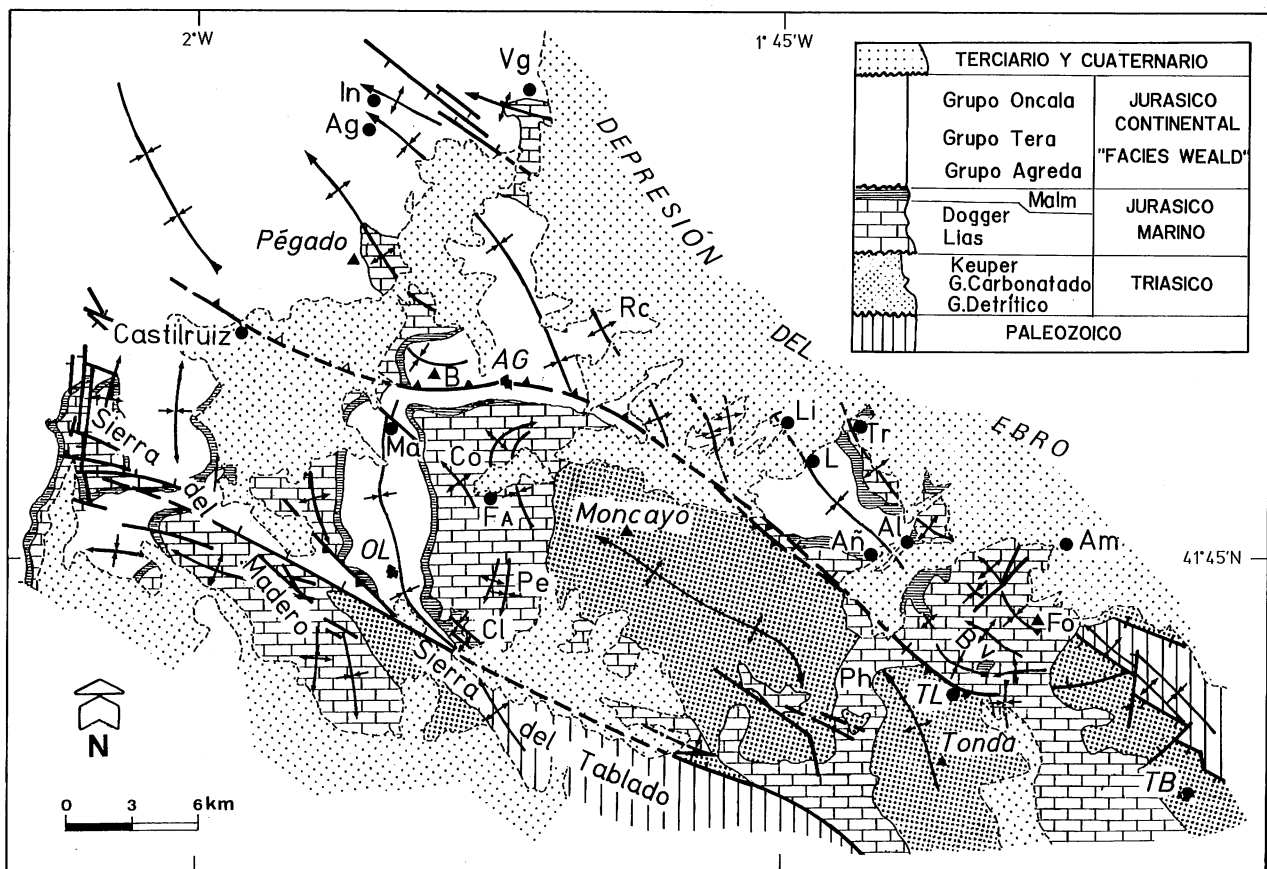 2°W
1°45'W
Vg
In
Ag
DEPRESIÓN
DEL
EBRO
Pégado
Castilruiz
Rc
AG
B
Ma
Co
FA
Li
L
Tr
Moncayo
Añ
Al
Am
41°45'N
Sierra
del
Madero
OL
Pe
Cl
Bv
Fo
Sierra
del
Tablado
Ph
TL
Tonda
TB
N
0 3 6 km
TERCIARIO Y CUATERNARIO
Grupo Oncala
Grupo Tera
Grupo Agreda
JURASICO
CONTINENTAL
"FACIES WEALD"
Malm
Dogger
Lias
JURASICO
MARINO
Keuper
G.Carbonatado
G.Detrítico
TRIASICO
PALEOZOICO